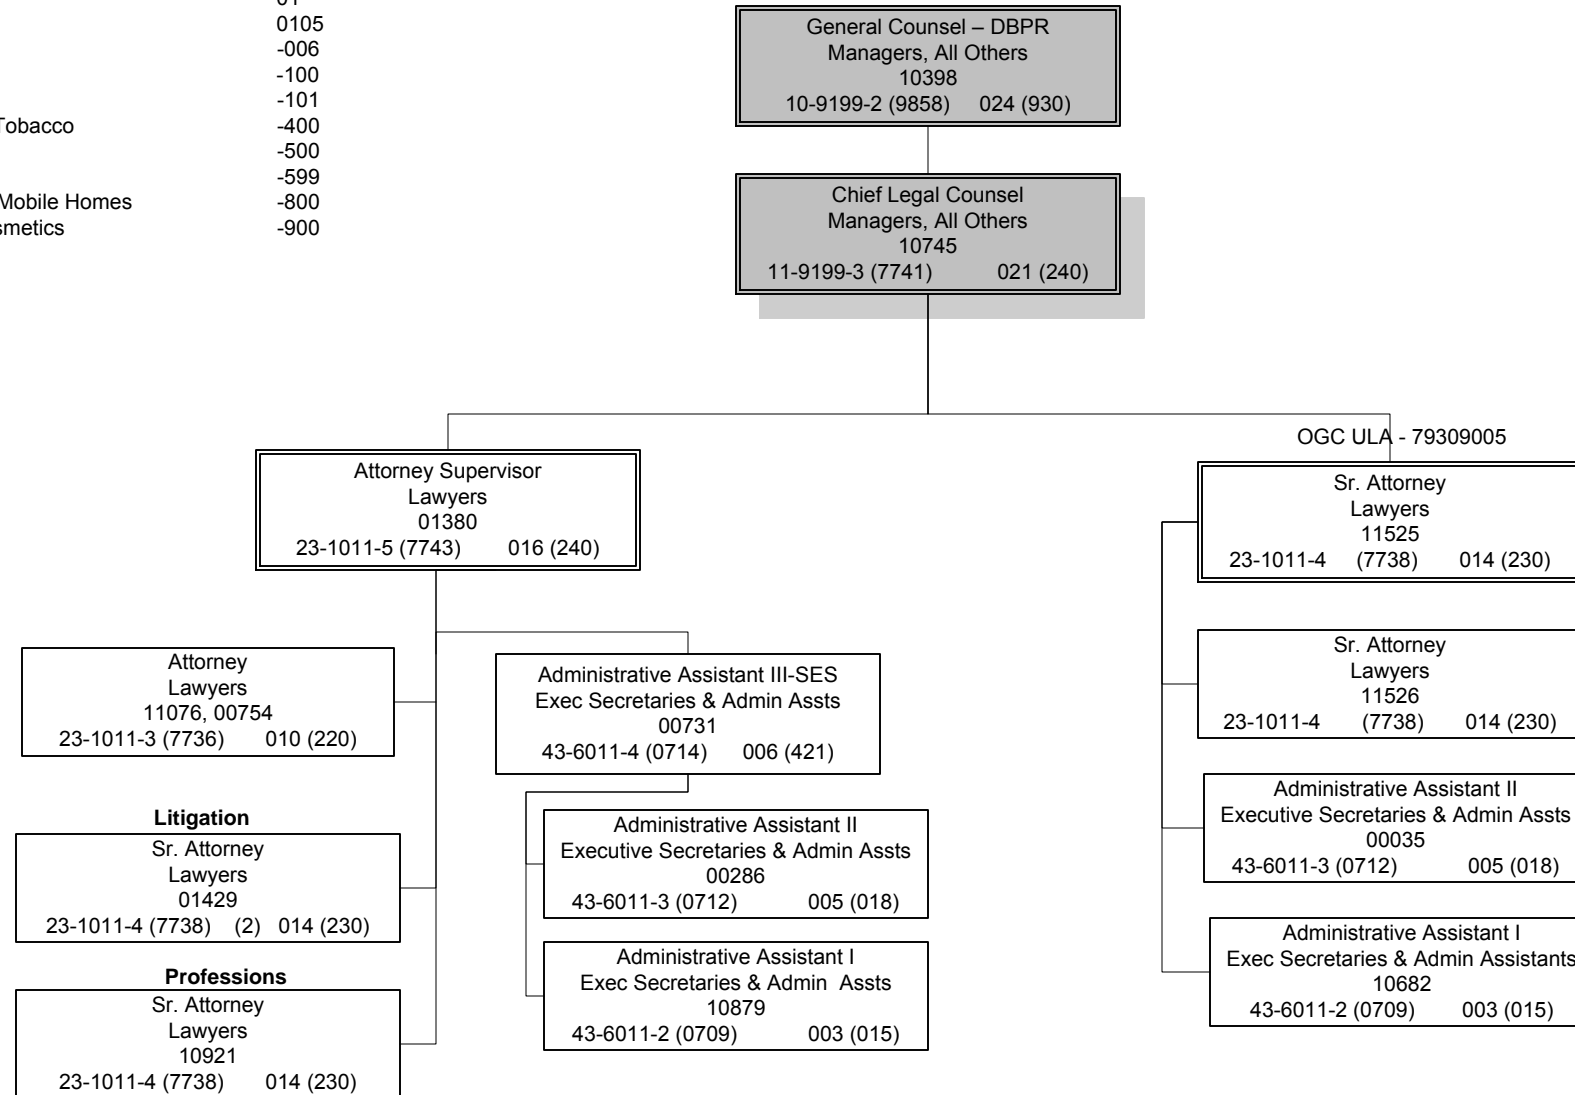 0105
-006
-100
-101
Tobacco -400
-500
-599
Mobile Homes -800
-900
General Counsel – DBPR
Managers, All Others
10398
10-9199-2 (9858) 024 (930)
Chief Legal Counsel
Managers, All Others
10745
11-9199-3 (7741) 021 (240)
Attorney Supervisor
Lawyers
01380
23-1011-5 (7743) 016 (240)
Attorney
Lawyers
11076, 00754
23-1011-3 (7736) 010 (220)
Litigation
Sr. Attorney
Lawyers
01429
23-1011-4 (7738) (2) 014 (230)
Professions
Sr. Attorney
Lawyers
10921
23-1011-4 (7738) 014 (230)
Administrative Assistant III-SES
Exec Secretaries & Admin Assts
00731
43-6011-4 (0714) 006 (421)
Administrative Assistant II
Executive Secretaries & Admin Assts
00286
43-6011-3 (0712) 005 (018)
Administrative Assistant I
Exec Secretaries & Admin Assts
10879
43-6011-2 (0709) 003 (015)
OGC ULA - 79309005
Sr. Attorney
Lawyers
11525
23-1011-4 (7738) 014 (230)
Sr. Attorney
Lawyers
11526
23-1011-4 (7738) 014 (230)
Administrative Assistant II
Executive Secretaries & Admin Assts
00035
43-6011-3 (0712) 005 (018)
Administrative Assistant I
Exec Secretaries & Admin Assistants
10682
43-6011-2 (0709) 003 (015)